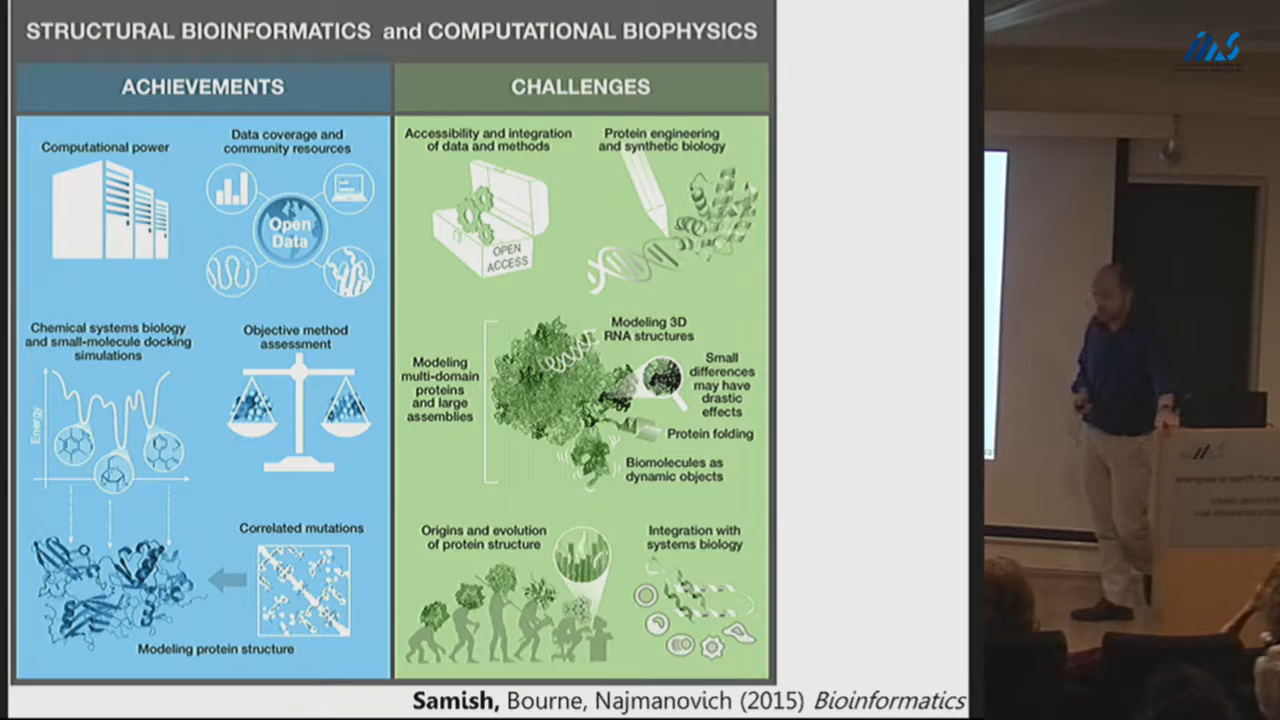 STRUCTURAL BIOINFORMATICS and COMPUTATIONAL BIOPHYSICS
ACHIEVEMENTS
CHALLENGES
Computational power
Data coverage and
community resources
Open
Data
Chemical systems biology
and small-molecule docking
simulations
Energy
Objective method
assessment
Correlated mutations
Modeling protein structure
Accessibility and integration
of data and methods
OPEN
ACCESS
Protein engineering
and synthetic biology
Modeling
multi-domain
proteins
and large
assemblies
Modeling 3D
RNA structures
Small
differences
may have
drastic
effects
Protein folding
Biomolecules as
dynamic objects
Origins and evolution
of protein structure
Integration with
systems biology
Samish, Bourne, Najmanovich (2015) Bioinformatics